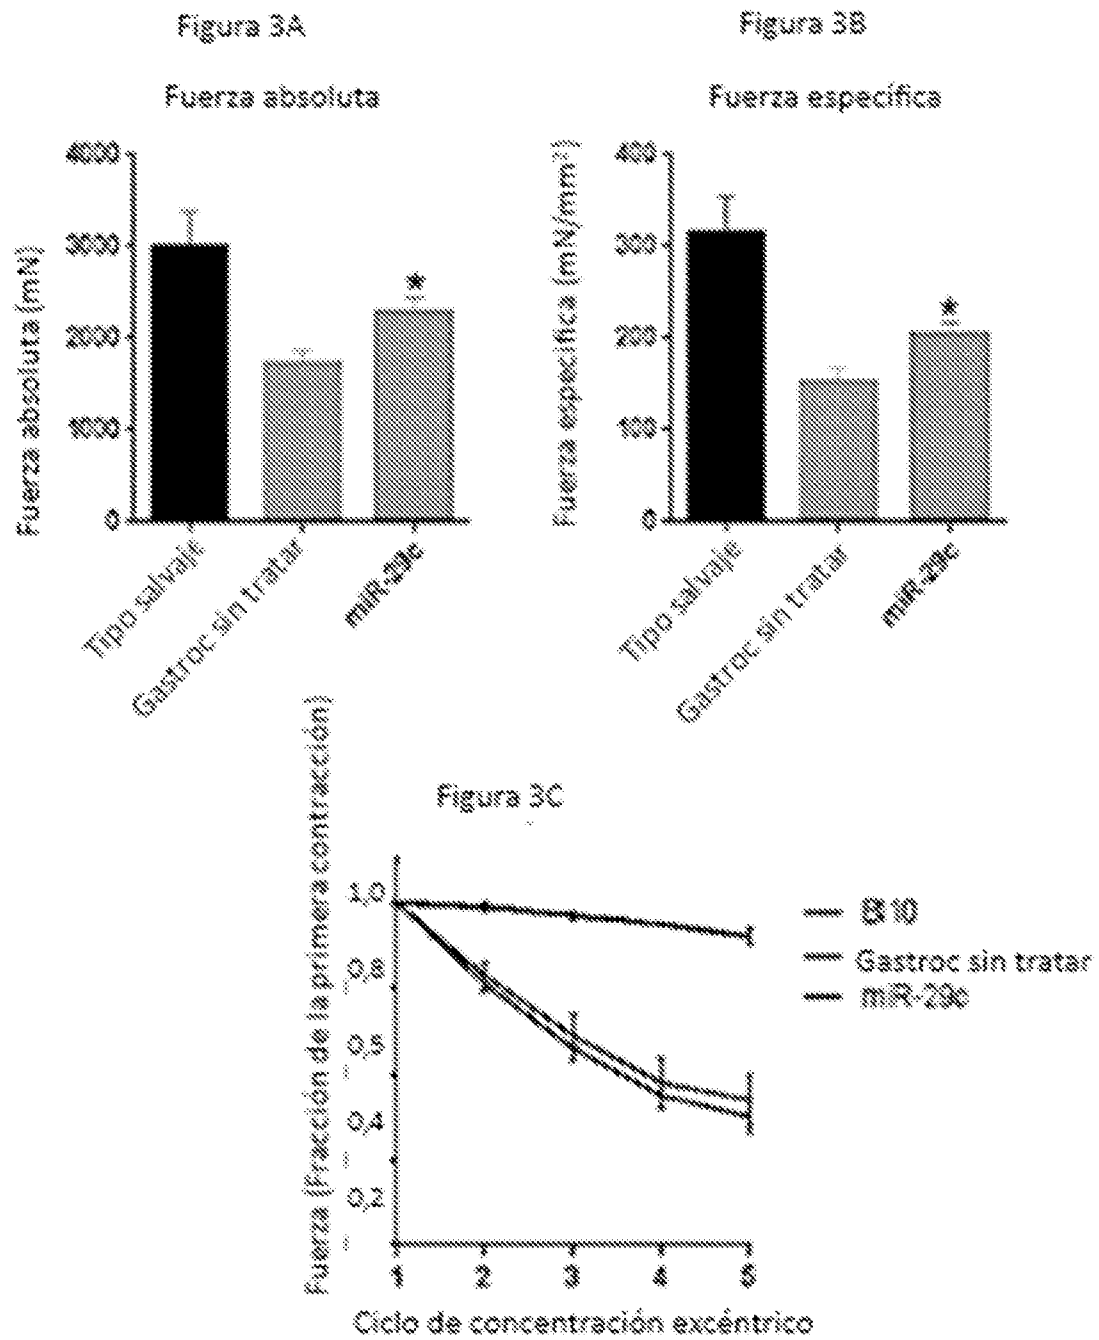 Figura 3A
Fuerza absoluta
Fuerza absoluta (mN)
4000
3000
2000
1000
0
★
Tipo salvaje
Gastroc sin tratar
miR-29c
Figura 3B
Fuerza específica
Fuerza específica (mN/mm²)
400
300
200
100
0
★
Tipo salvaje
Gastroc sin tratar
miR-29c
Figura 3C
Fuerza (Fracción de la primera contracción)
1,0
0,8
0,6
0,4
0,2
1 2 3 4 5
Ciclo de concentración excéntrico
Gastroc sin tratar
miR-29c